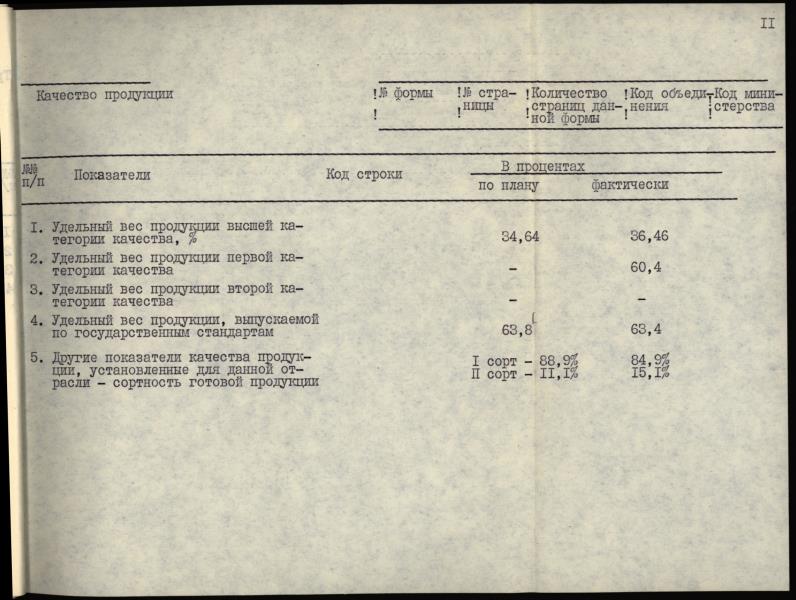 II
Качество продукции
!№ формы !№ стра- !Количество !Код объеди-!Код мини-
!ницы !страниц дан-!нения !стерства
! ! !ной формы ! !
№№ п/п Показатели Код строки В процентах
по плану фактически
I. Удельный вес продукции высшей ка-
тегории качества, % 34,64 36,46
2. Удельный вес продукции первой ка-
тегории качества – 60,4
3. Удельный вес продукции второй ка-
тегории качества – –
4. Удельный вес продукции, выпускаемой
по государственным стандартам 63,8 63,4
5. Другие показатели качества продук- I сорт – 88,9% 84,9%
ции, установленные для данной от- П сорт – II,I% I5,I%
расли – сортность готовой продукции